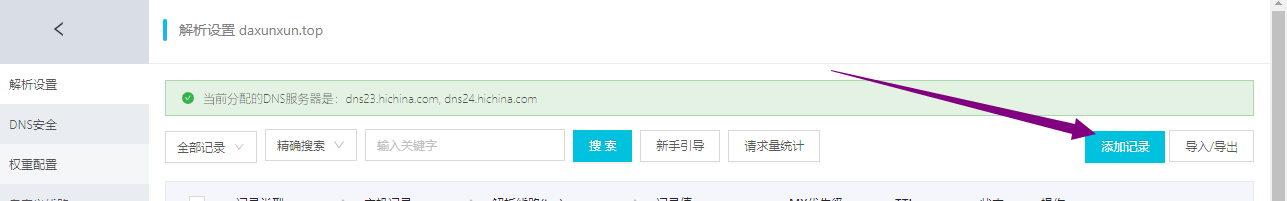 解析设置 daxunxun.top
解析设置
DNS安全
权重配置
当前分配的DNS服务器是：dns23.hichina.com, dns24.hichina.com
全部记录 精确搜索 输入关键字 搜 索 新手引导 请求量统计 添加记录 导入/导出